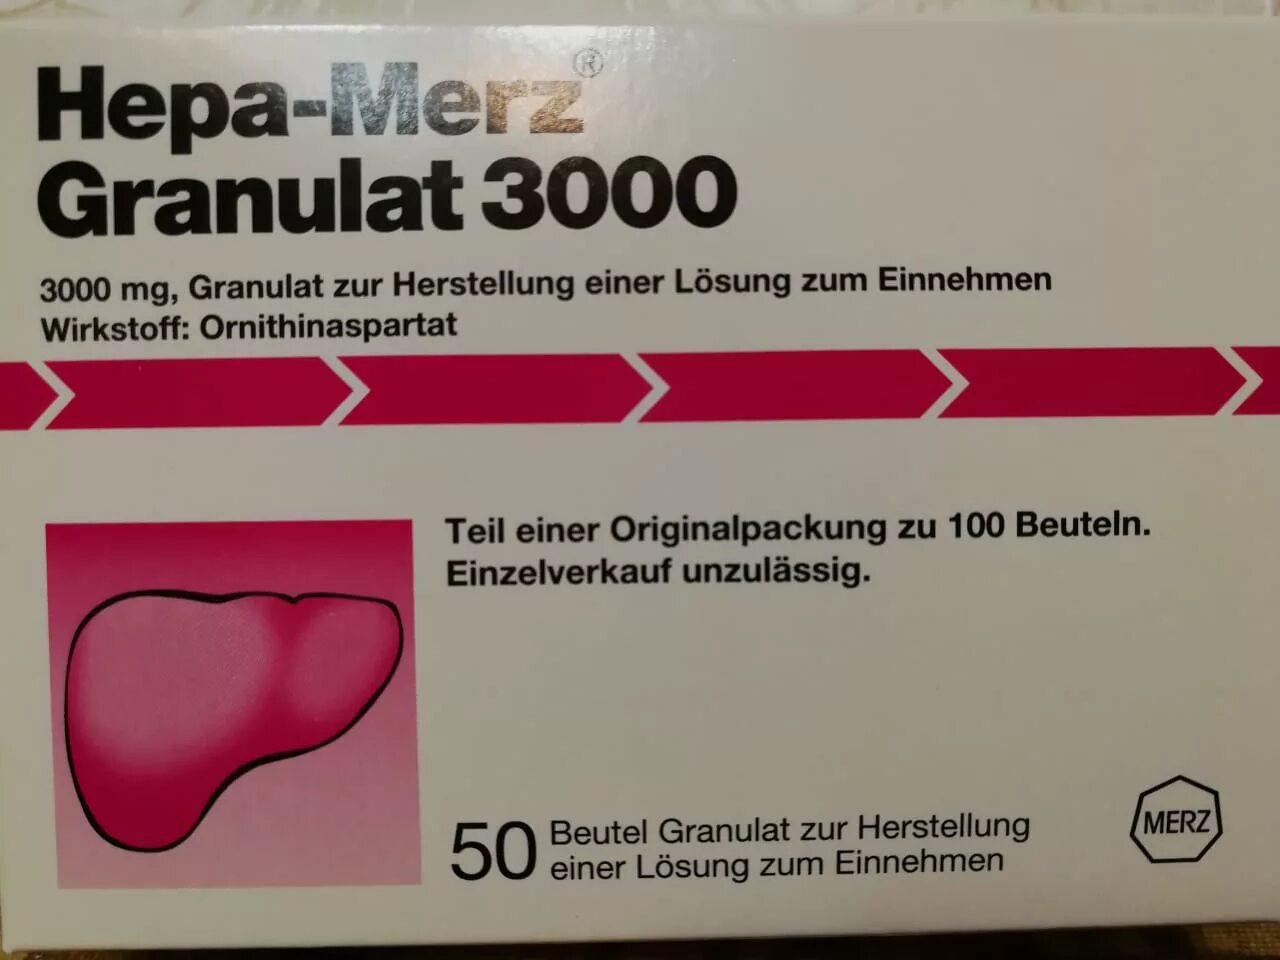 Hepa-Merz®
Granulat 3000
3000 mg, Granulat zur Herstellung einer Lösung zum Einnehmen
Wirkstoff: Ornithinaspartat
Teil einer Originalpackung zu 100 Beuteln.
Einzelverkauf unzulässig.
50 Beutel Granulat zur Herstellung
einer Lösung zum Einnehmen
MERZ